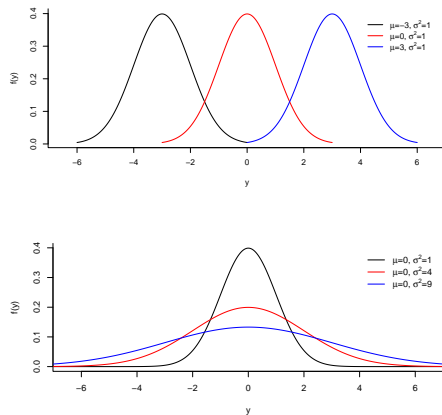 0.4
0.3
0.2
0.1
0.0
f(y)
μ=−3, σ²=1
μ=0, σ²=1
μ=3, σ²=1
−6 −4 −2 0 2 4 6
y
0.4
0.3
0.2
0.1
0.0
f(y)
μ=0, σ²=1
μ=0, σ²=4
μ=0, σ²=9
−6 −4 −2 0 2 4 6
y